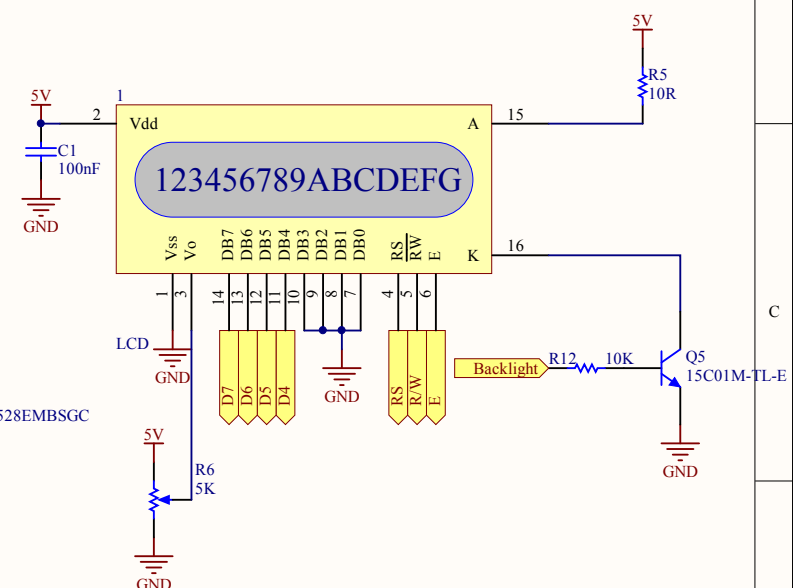 5V
R5
10R
5V
1
2
Vdd
A
15
C1
100nF
GND
123456789ABCDEFG
Vss
Vo
DB7
DB6
DB5
DB4
DB3
DB2
DB1
DB0
RS
RW
E
K
16
C
1
3
14
13
12
11
10
9
8
7
4
5
6
LCD
GND
D7
D6
D5
D4
GND
RS
R/W
E
Backlight
R12
10K
Q5
15C01M-TL-E
528EMBSGC
5V
R6
5K
GND
GND